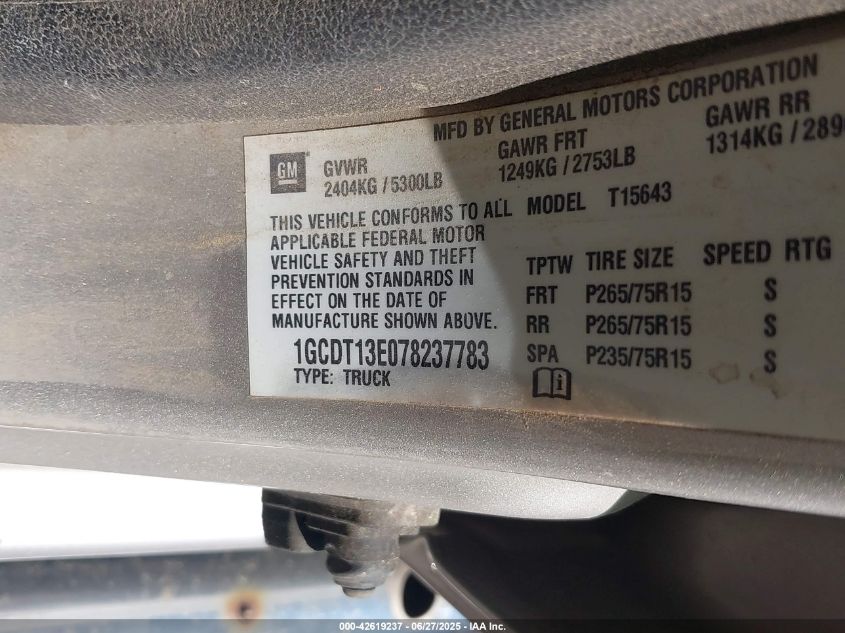 MFD BY GENERAL MOTORS CORPORATION
GM
GVWR
2404KG / 5300LB
GAWR FRT
1249KG / 2753LB
GAWR RR
1314KG / 289
THIS VEHICLE CONFORMS TO ALL
APPLICABLE FEDERAL MOTOR
VEHICLE SAFETY AND THEFT
PREVENTION STANDARDS IN
EFFECT ON THE DATE OF
MANUFACTURE SHOWN ABOVE.
1GCDT13E078237783
TYPE: TRUCK
MODEL T15643
TPTW TIRE SIZE SPEED RTG
FRT P265/75R15 S
RR P265/75R15 S
SPA P235/75R15 S
000-42619237 - 06/27/2025 - IAA Inc.